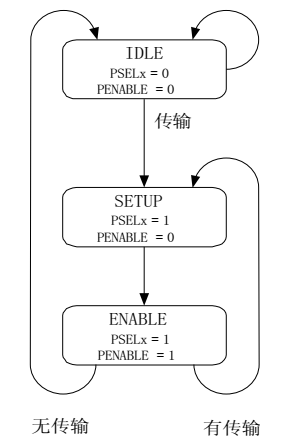 IDLE
PSELx = 0
PENABLE = 0
传输
SETUP
PSELx = 1
PENABLE = 0
ENABLE
PSELx = 1
PENABLE = 1
无传输
有传输